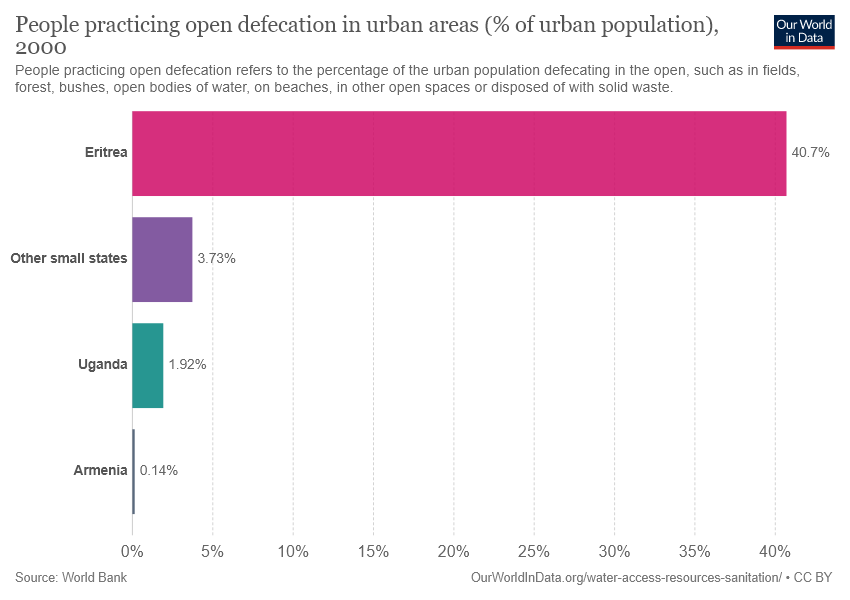 People practicing open defecation in urban areas (% of urban population),
2000
Our World
in Data
People practicing open defecation refers to the percentage of the urban population defecating in the open, such as in fields,
forest, bushes, open bodies of water, on beaches, in other open spaces or disposed of with solid waste.
Eritrea
40.7%
Other small states
3.73%
Uganda
1.92%
Armenia
0.14%
0% 5% 10% 15% 20% 25% 30% 35% 40%
Source: World Bank
OurWorldInData.org/water-access-resources-sanitation/ • CC BY